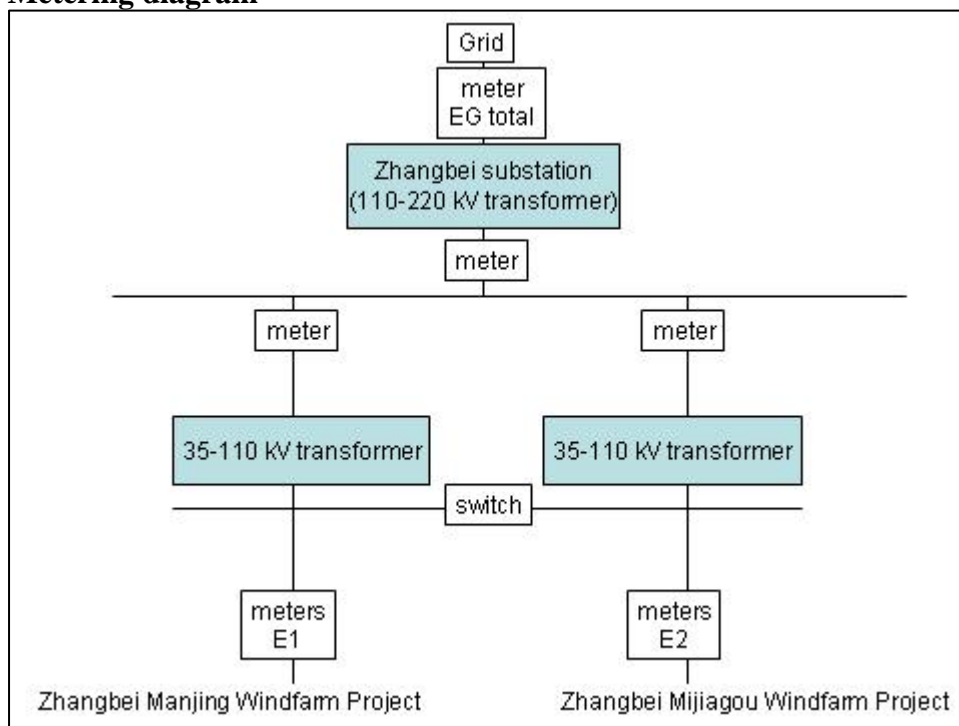 Metering diagram
Grid
meter
EG total
Zhangbei substation
(110-220 kV transformer)
meter
meter
meter
35-110 kV transformer
35-110 kV transformer
switch
meters
E1
meters
E2
Zhangbei Manjing Windfarm Project
Zhangbei Mijiagou Windfarm Project